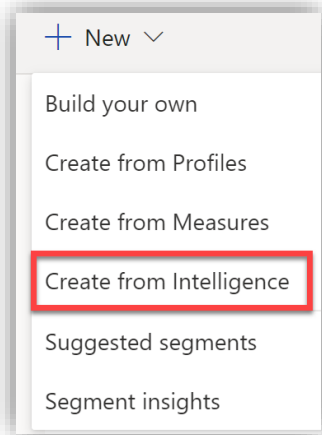 New
Build your own
Create from Profiles
Create from Measures
Create from Intelligence
Suggested segments
Segment insights